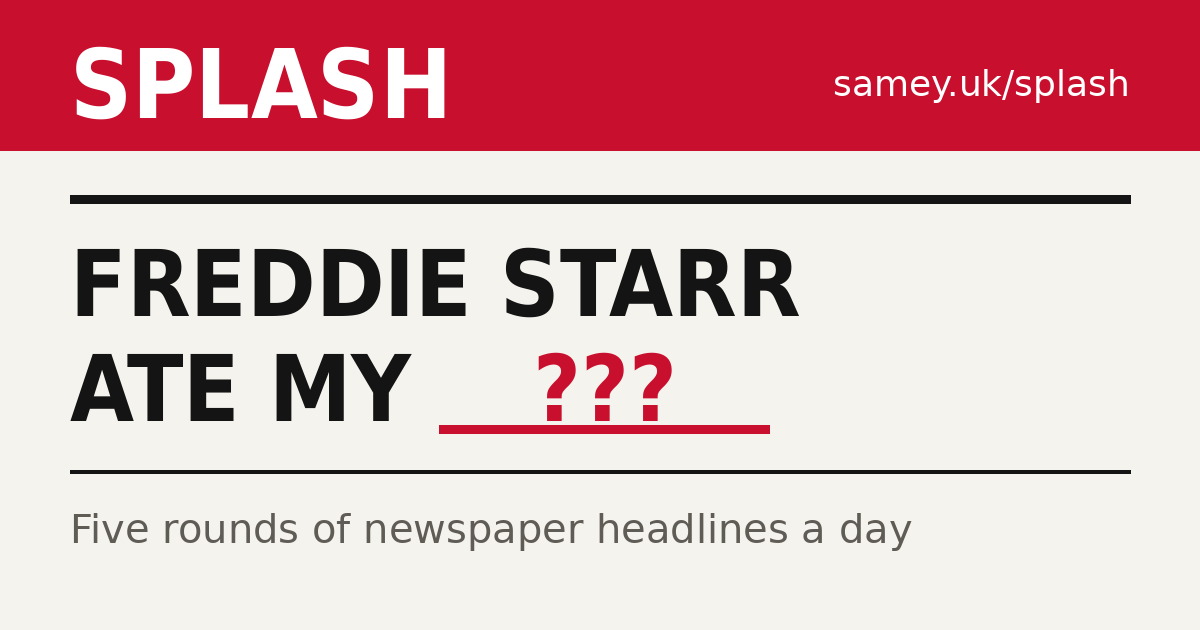 SPLASH
samey.uk/splash
FREDDIE STARR
ATE MY ???
Five rounds of newspaper headlines a day